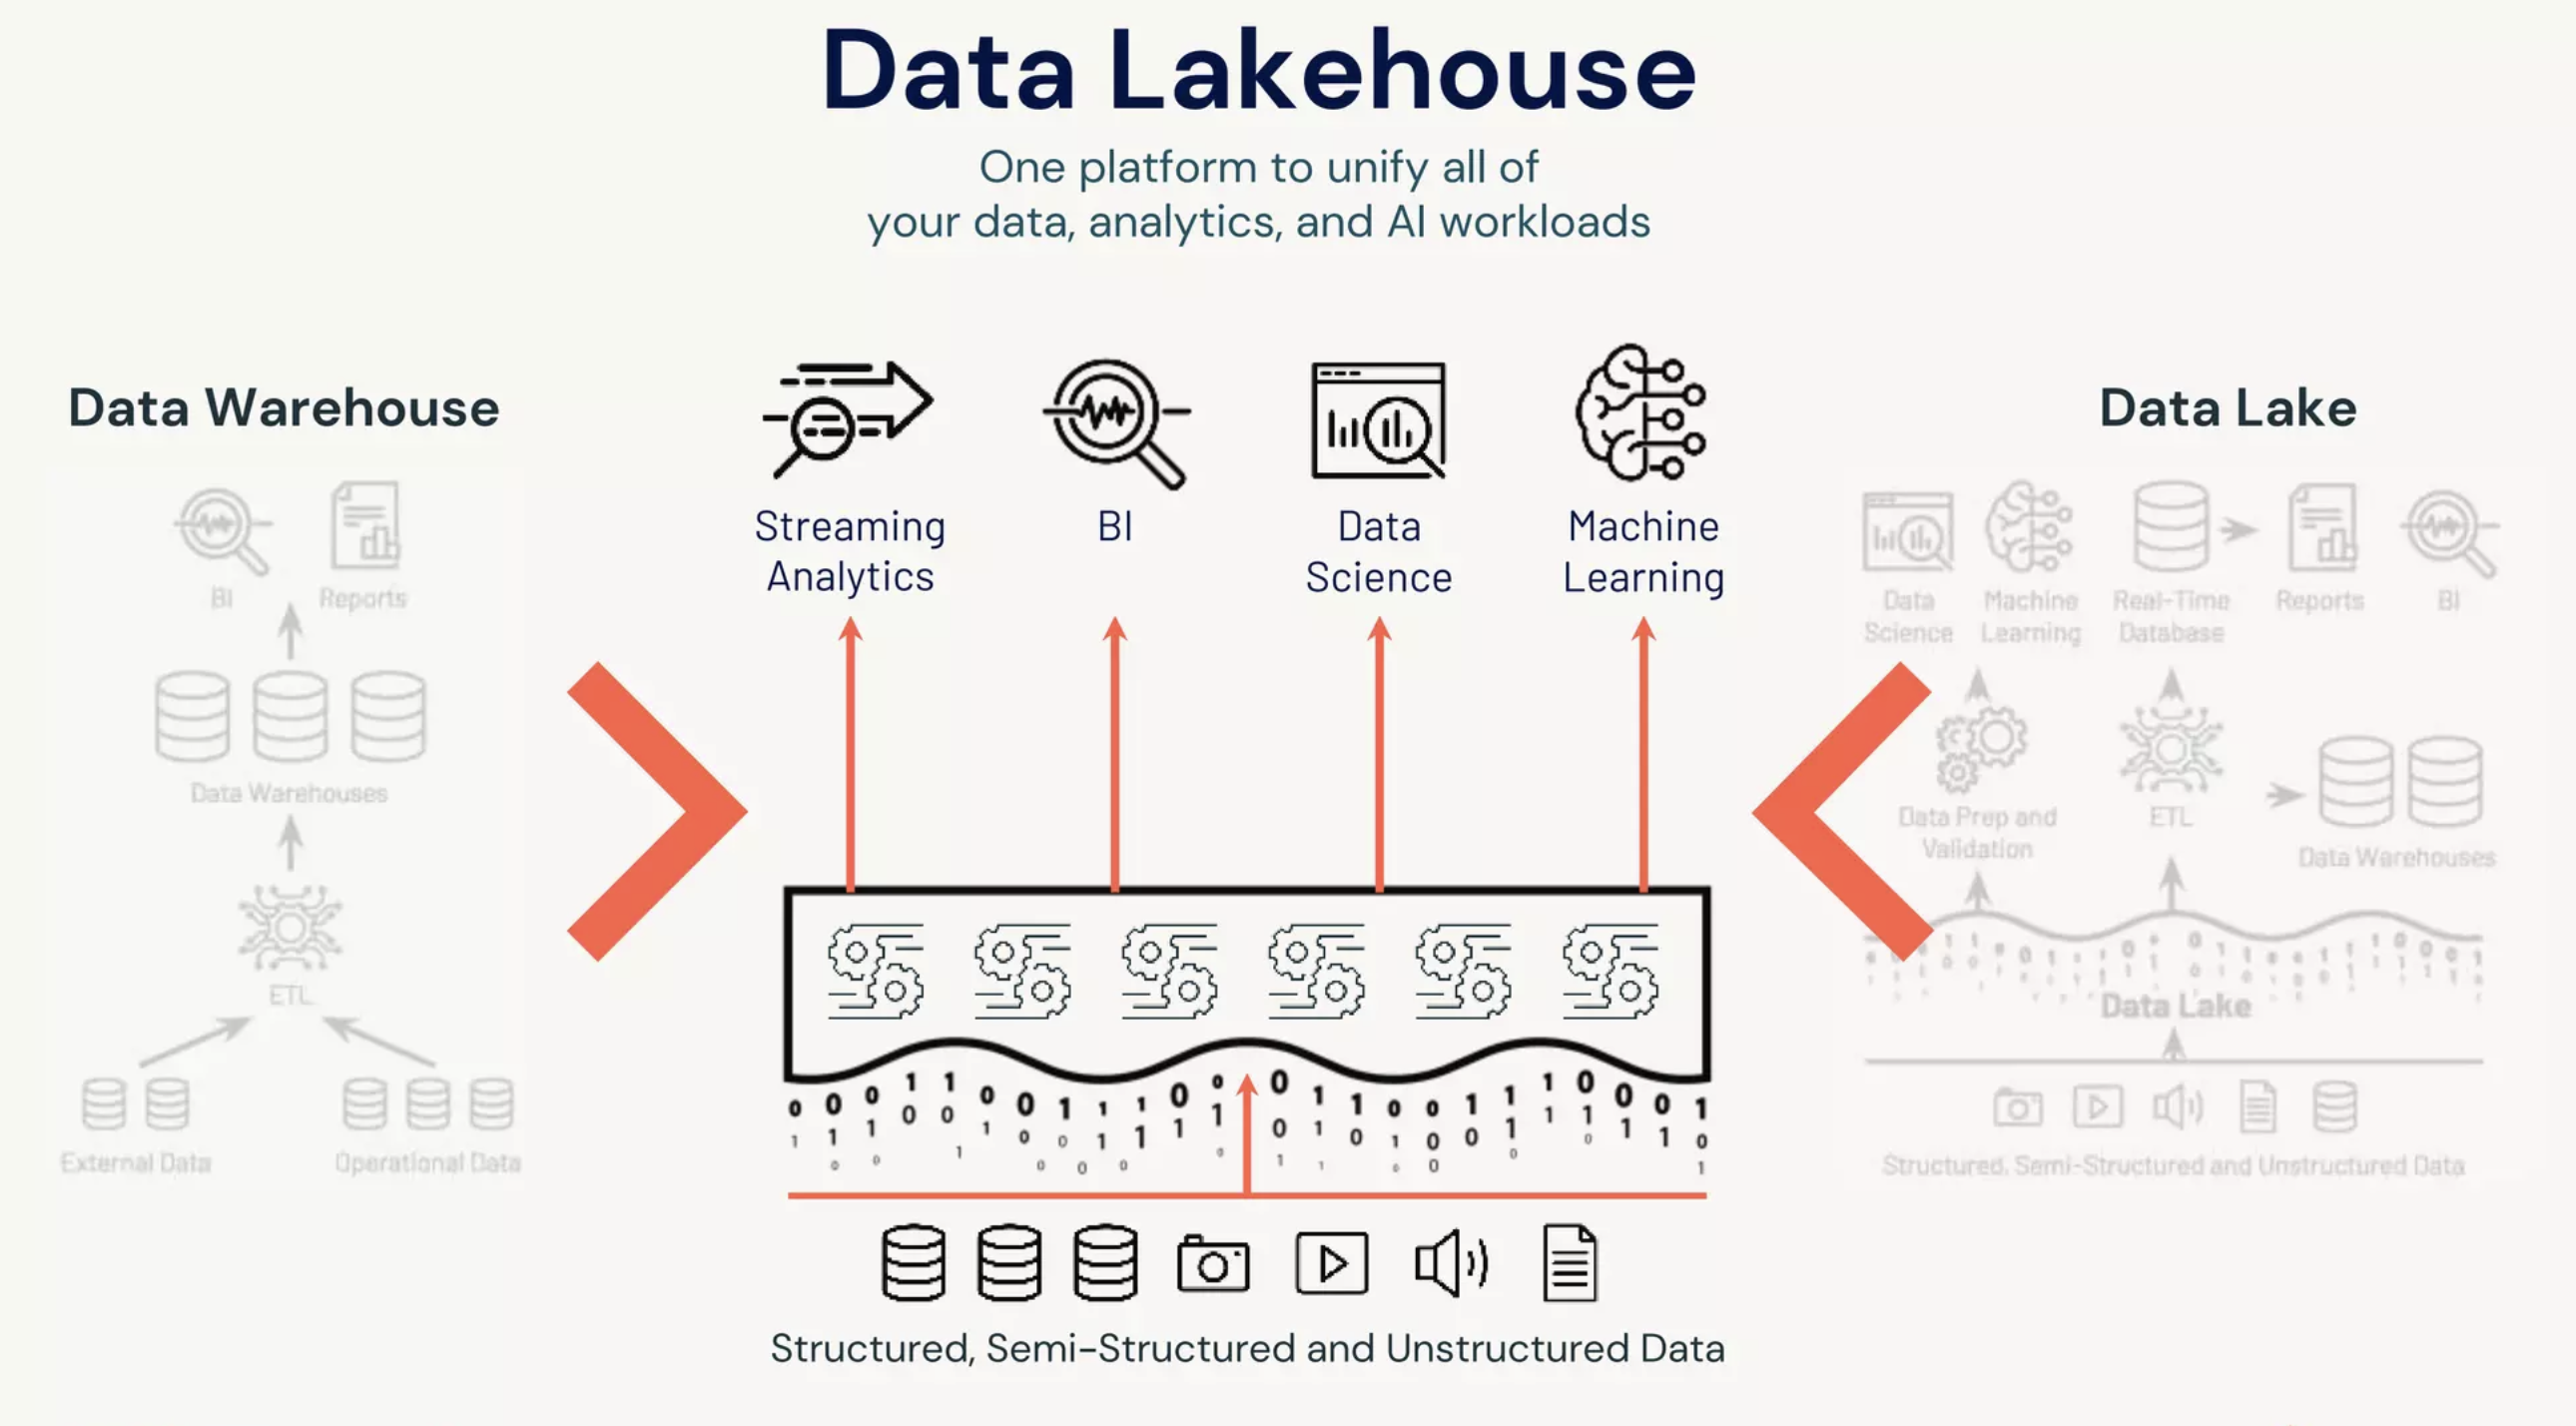 Data Lakehouse
One platform to unify all of
your data, analytics, and AI workloads
Data Warehouse
BI
Reports
Data Warehouses
ETL
External Data
Operational Data
Streaming
Analytics
BI
Data
Science
Machine
Learning
Structured, Semi-Structured and Unstructured Data
Data Lake
Data
Science
Machine
Learning
Real-Time
Database
Reports
BI
Data Prep and
Validation
ETL
Data Warehouses
Data Lake
Structured, Semi-Structured and Unstructured Data